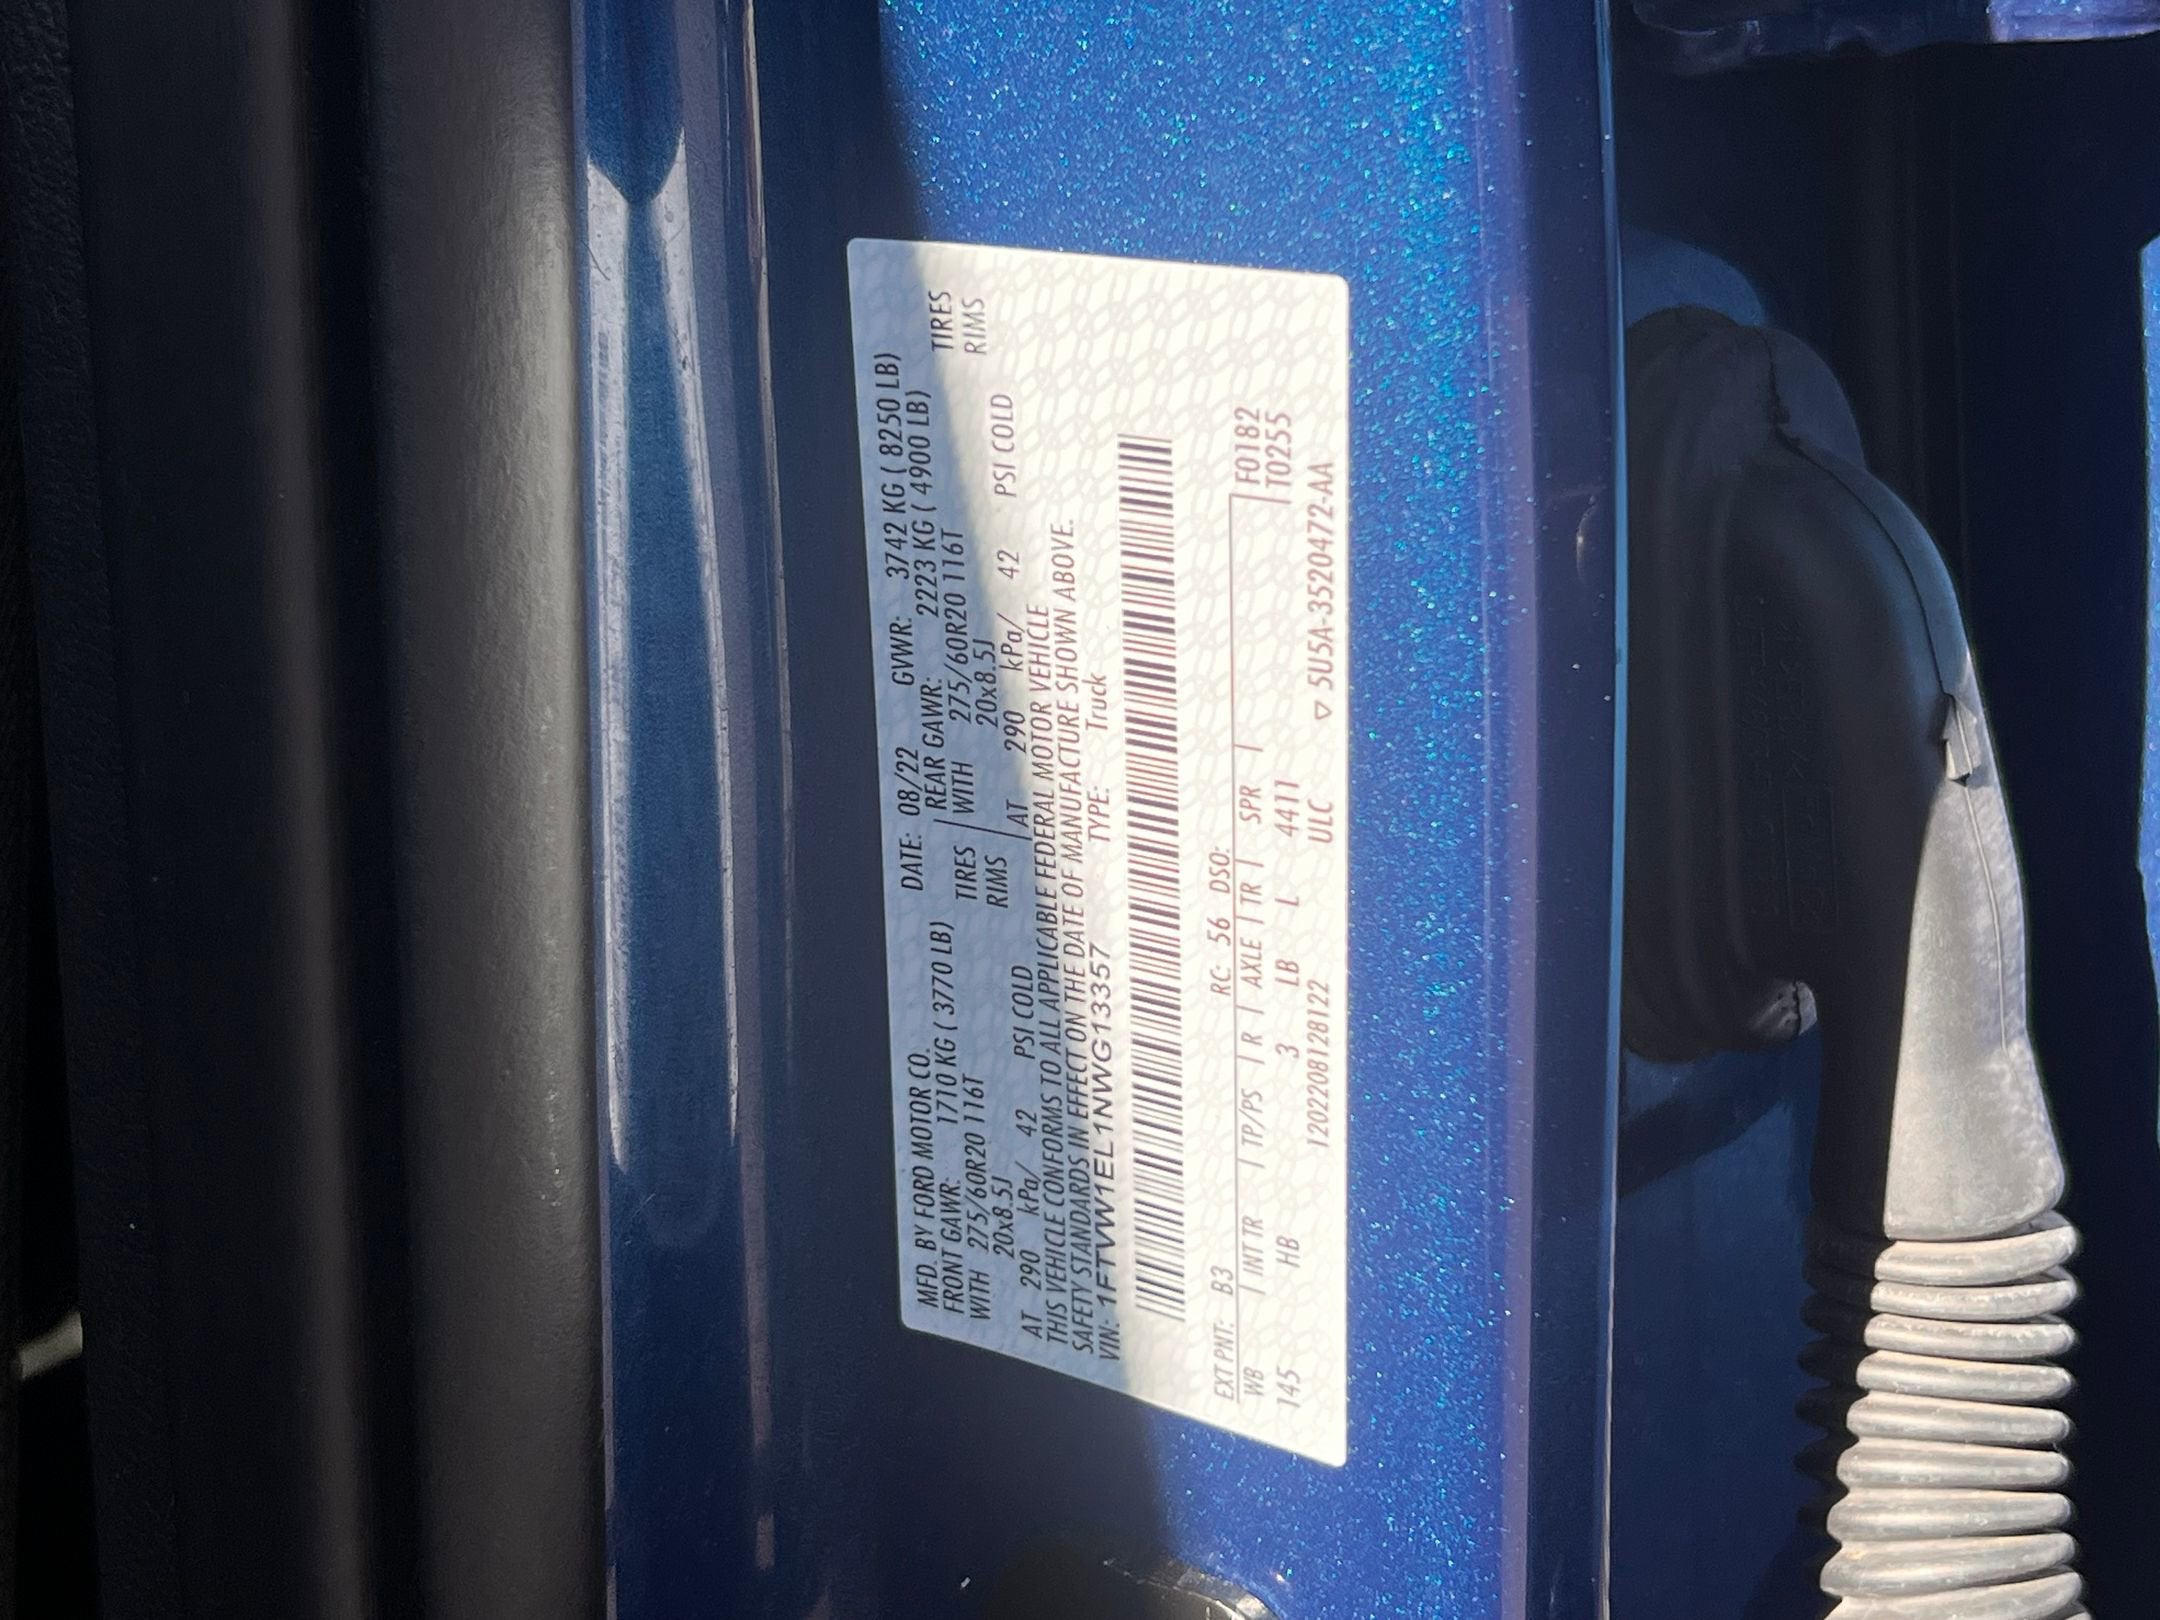 MFD. BY FORD MOTOR CO. DATE: 08/22 GVWR: 3742 KG ( 8250 LB)
FRONT GAWR: 1710 KG ( 3770 LB) REAR GAWR: 2223 KG ( 4900 LB)
WITH 275/60R20 116T TIRES WITH 275/60R20 116T TIRES
20x8.5J RIMS 20x8.5J RIMS
AT 290 kPa/ 42 PSI COLD AT 290 kPa/ 42 PSI COLD
THIS VEHICLE CONFORMS TO ALL APPLICABLE FEDERAL MOTOR VEHICLE
SAFETY STANDARDS IN EFFECT ON THE DATE OF MANUFACTURE SHOWN ABOVE.
VIN: 1FTVW1EL1NWG13357 TYPE: Truck
EXT PNT: B3 RC: 56 DSO: F0182
WB | INT TR | TP/PS | R | AXLE | TR | SPR | T0255
145 HB 3 LB L 4411
1202208128122 ULC ▽ 5U5A-3520472-AA